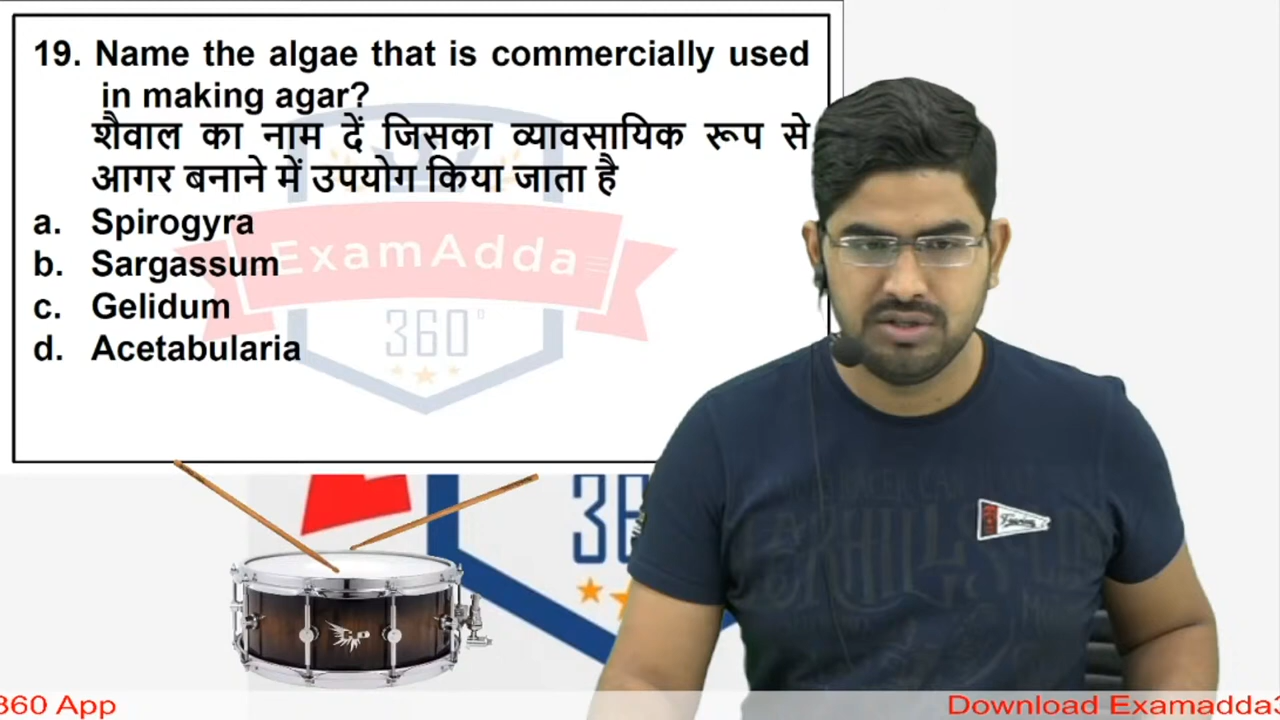 19. Name the algae that is commercially used
in making agar?
शैवाल का नाम दें जिसका व्यावसायिक रूप से
आगर बनाने में उपयोग किया जाता है
a. Spirogyra
b. Sargassum
c. Gelidum
d. Acetabularia
ExamAdda
360°
360 App
Download Examadda3